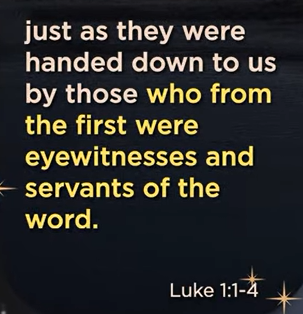 just as they were
handed down to us
by those who from
the first were
eyewitnesses and
servants of the
word.
Luke 1:1-4